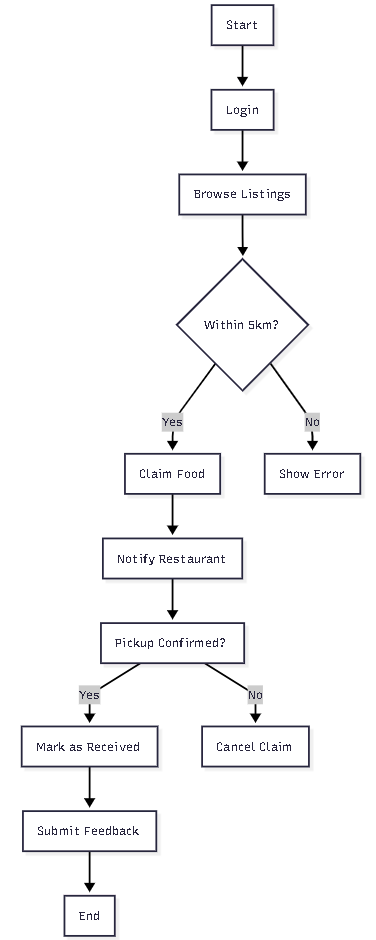 Start
Login
Browse Listings
Within 5km?
Yes
No
Claim Food
Show Error
Notify Restaurant
Pickup Confirmed?
Yes
No
Mark as Received
Cancel Claim
Submit Feedback
End